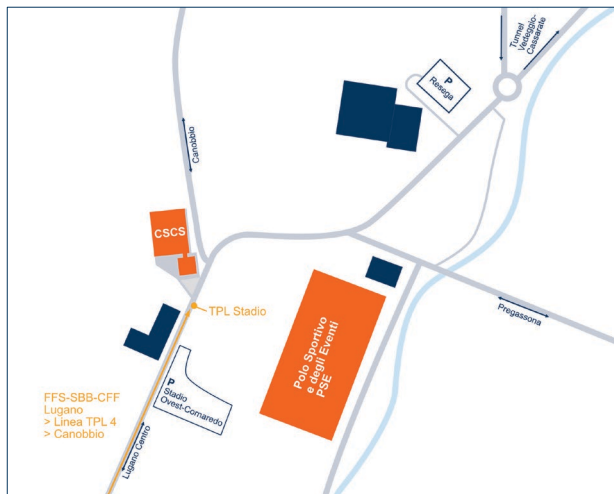 Tunnel
Vedeggio-
Cassarate
P
Resega
Canobbio
CSCS
TPL Stadio
Pregassona
Polo Sportivo
e degli Eventi
PSE
P
Stadio
Ovest-Cornaredo
FFS-SBB-CFF
Lugano
> Linea TPL 4
> Canobbio
Lugano Centro